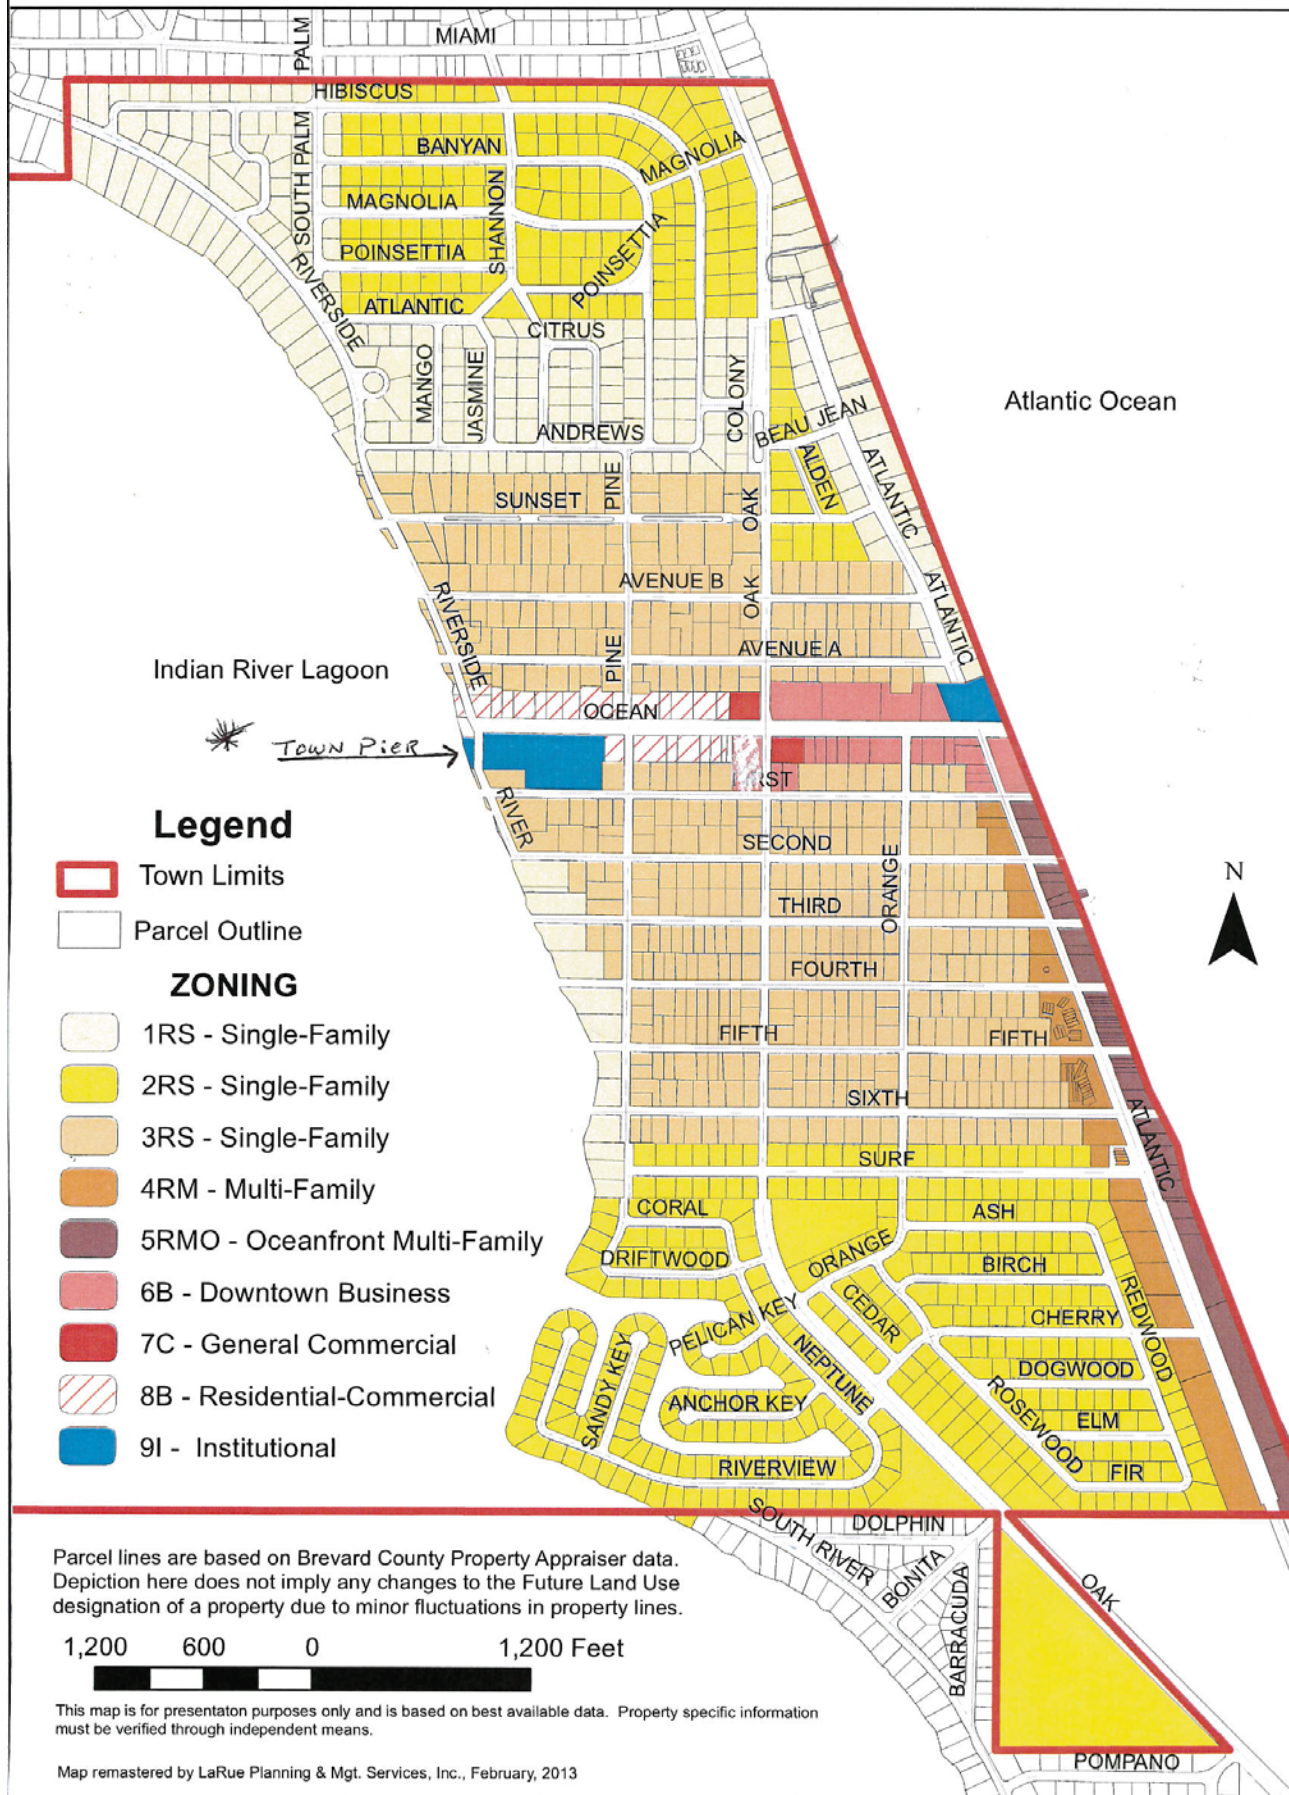 MIAMI
PALM
HIBISCUS
SOUTH PALM
BANYAN
MAGNOLIA
MAGNOLIA
SHANNON
POINSETTIA
POINSETTIA
RIVERSIDE
ATLANTIC
CITRUS
MANGO
JASMINE
COLONY
ANDREWS
BEAU JEAN
ALDEN
ATLANTIC
Atlantic Ocean
PINE
SUNSET
OAK
AVENUE B
OAK
ATLANTIC
RIVERSIDE
PINE
AVENUE A
Indian River Lagoon
OCEAN
TOWN PIER
RST
RIVER
SECOND
ORANGE
THIRD
FOURTH
FIFTH
FIFTH
SIXTH
ATLANTIC
SURF
CORAL
ASH
DRIFTWOOD
ORANGE
BIRCH
CEDAR
REDWOOD
PELICAN KEY
CHERRY
NEPTUNE
SANDY KEY
DOGWOOD
ANCHOR KEY
ROSEWOOD
ELM
RIVERVIEW
FIR
SOUTH RIVER
DOLPHIN
BONITA
BARRACUDA
OAK
POMPANO
N
Legend
Town Limits
Parcel Outline
ZONING
1RS - Single-Family
2RS - Single-Family
3RS - Single-Family
4RM - Multi-Family
5RMO - Oceanfront Multi-Family
6B - Downtown Business
7C - General Commercial
8B - Residential-Commercial
9I - Institutional
Parcel lines are based on Brevard County Property Appraiser data.
Depiction here does not imply any changes to the Future Land Use
designation of a property due to minor fluctuations in property lines.
1,200 600 0 1,200 Feet
This map is for presentaton purposes only and is based on best available data. Property specific information
must be verified through independent means.
Map remastered by LaRue Planning & Mgt. Services, Inc., February, 2013